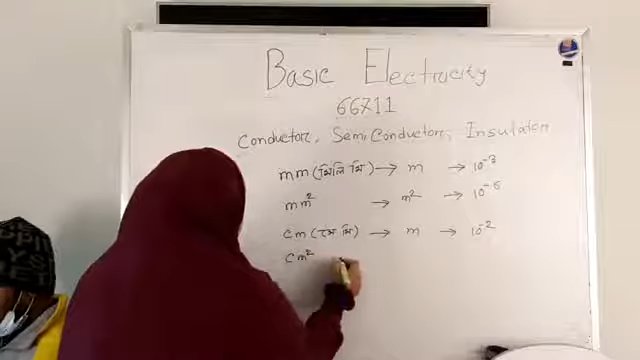 Basic Electricity
66711
Conductor, Semi Conductor, Insulator
mm (মিলি মি) → m → 10⁻³
mm² → m² → 10⁻⁶
cm (সে মি) → m → 10⁻²
cm²